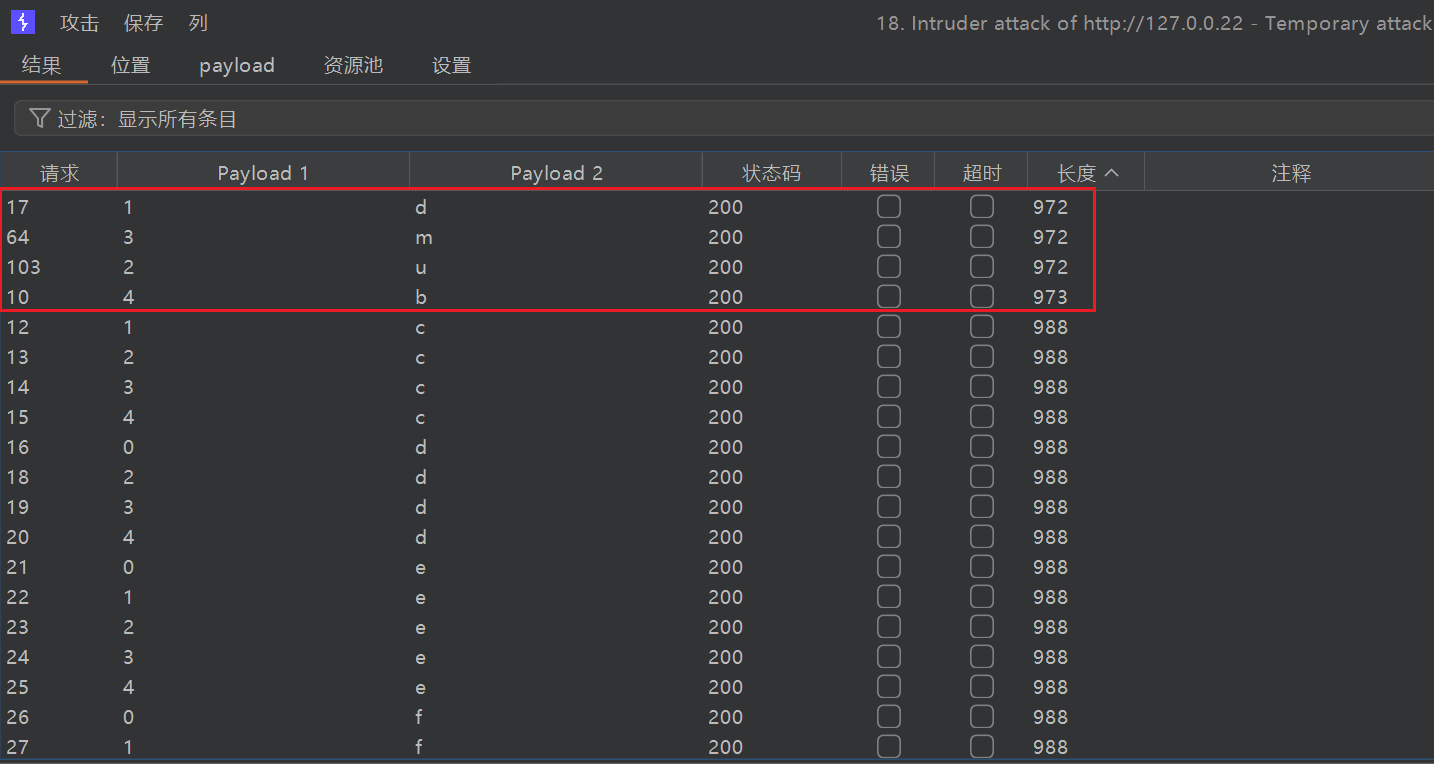 攻击 保存 列 18. Intruder attack of http://127.0.0.22 - Temporary attack
结果 位置 payload 资源池 设置
过滤：显示所有条目
请求 Payload 1 Payload 2 状态码 错误 超时 长度 注释
17 1 d 200 972
64 3 m 200 972
103 2 u 200 972
10 4 b 200 973
12 1 c 200 988
13 2 c 200 988
14 3 c 200 988
15 4 c 200 988
16 0 d 200 988
18 2 d 200 988
19 3 d 200 988
20 4 d 200 988
21 0 e 200 988
22 1 e 200 988
23 2 e 200 988
24 3 e 200 988
25 4 e 200 988
26 0 f 200 988
27 1 f 200 988